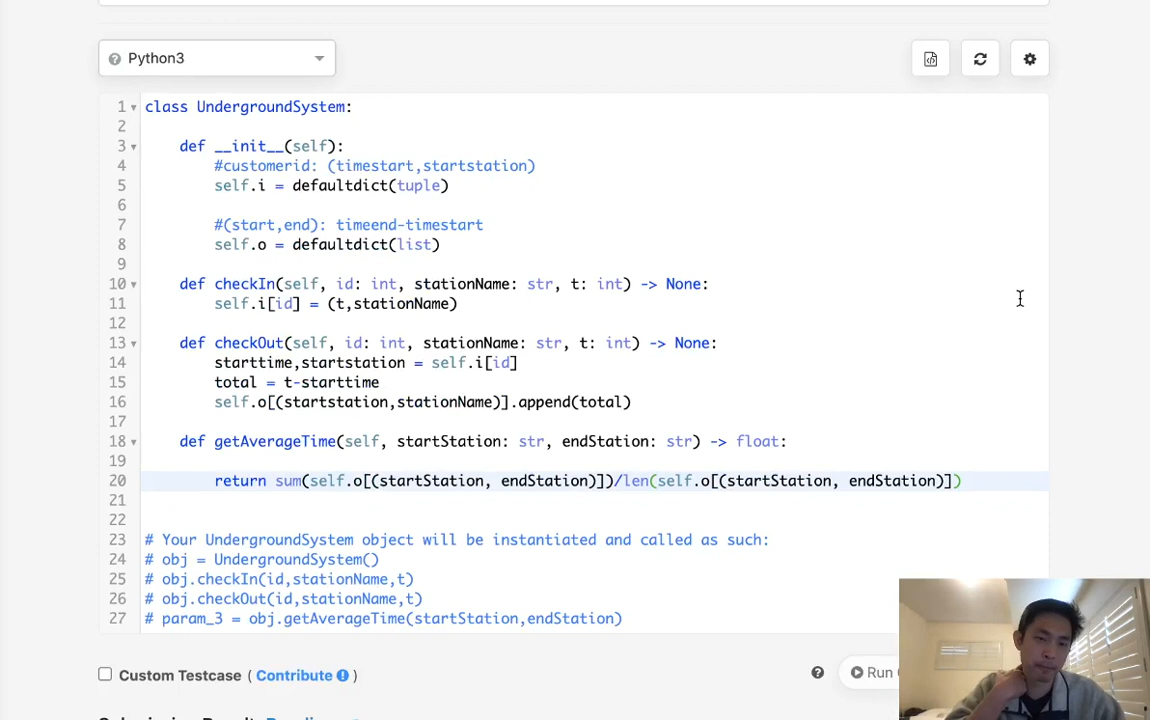 Python3
1 class UndergroundSystem:
2
3 def __init__(self):
4 #customerid: (timestart,startstation)
5 self.i = defaultdict(tuple)
6
7 #(start,end): timeend-timestart
8 self.o = defaultdict(list)
9
10 def checkIn(self, id: int, stationName: str, t: int) -> None:
11 self.i[id] = (t,stationName)
12
13 def checkOut(self, id: int, stationName: str, t: int) -> None:
14 starttime,startstation = self.i[id]
15 total = t-starttime
16 self.o[(startstation,stationName)].append(total)
17
18 def getAverageTime(self, startStation: str, endStation: str) -> float:
19
20 return sum(self.o[(startStation, endStation)])/len(self.o[(startStation, endStation)])
21
22
23 # Your UndergroundSystem object will be instantiated and called as such:
24 # obj = UndergroundSystem()
25 # obj.checkIn(id,stationName,t)
26 # obj.checkOut(id,stationName,t)
27 # param_3 = obj.getAverageTime(startStation,endStation)
Custom Testcase ( Contribute )
Run